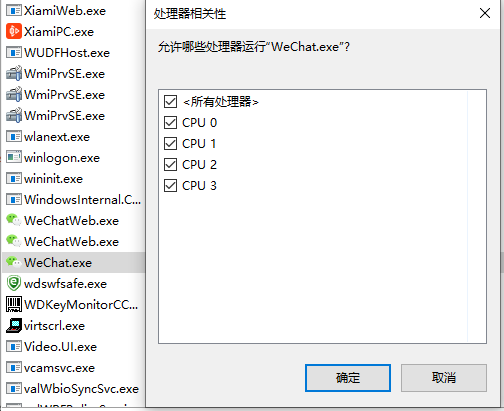 XiamiWeb.exe
XiamiPC.exe
WUDFHost.exe
WmiPrvSE.exe
WmiPrvSE.exe
WmiPrvSE.exe
wlanext.exe
winlogon.exe
wininit.exe
WindowsInternal.C...
WeChatWeb.exe
WeChatWeb.exe
WeChat.exe
wdswfsafe.exe
WDKeyMonitorCC...
virtscrl.exe
Video.UI.exe
vcamsvc.exe
valWbioSyncSvc.exe
处理器相关性
允许哪些处理器运行"WeChat.exe"?
<所有处理器>
CPU 0
CPU 1
CPU 2
CPU 3
确定
取消